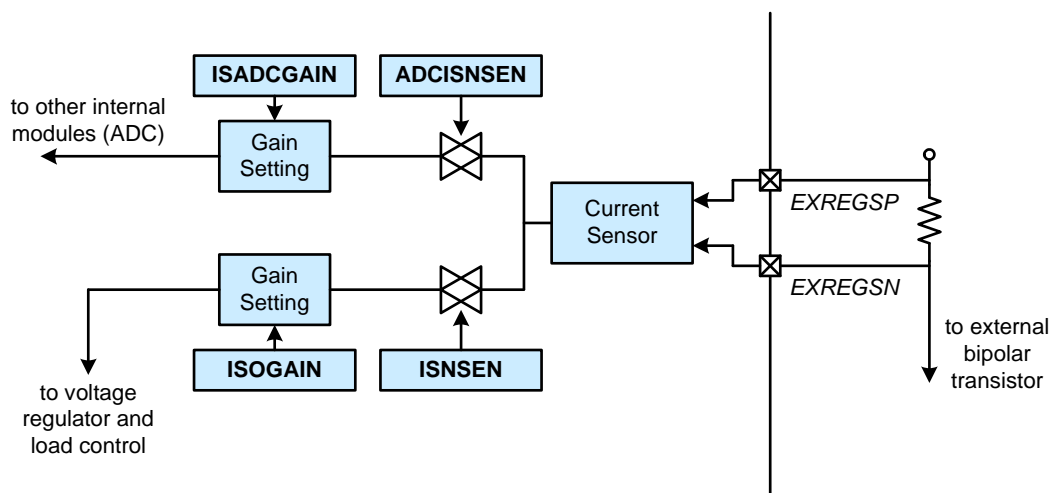 ISADCGAIN
ADCISNSEN
to other internal
modules (ADC)
Gain
Setting
EXREGSP
Current
Sensor
Gain
Setting
EXREGSN
ISOGAIN
ISNSEN
to voltage
regulator and
load control
to external
bipolar
transistor